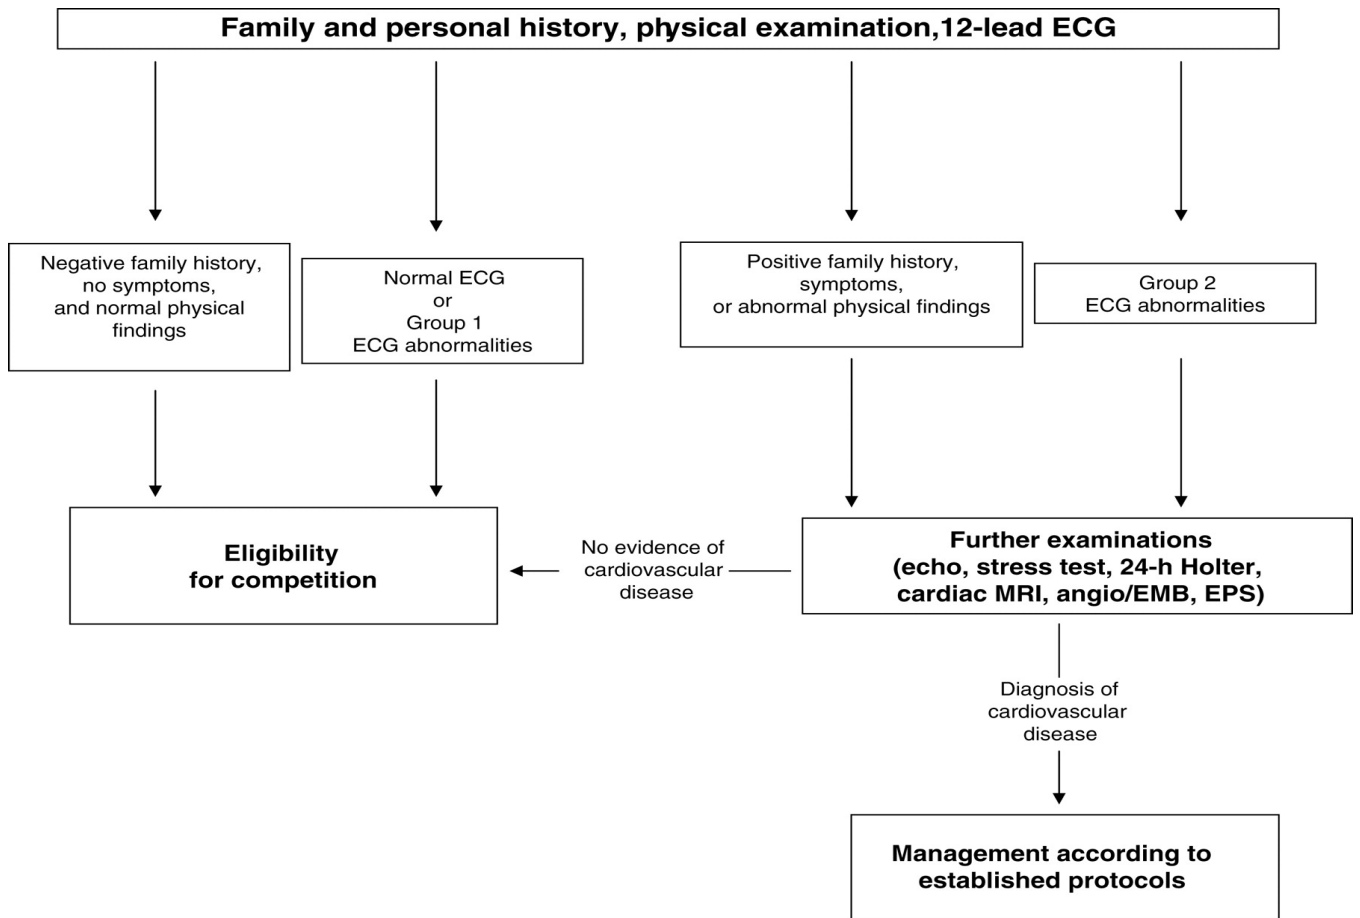 Family and personal history, physical examination,12-lead ECG
Negative family history,
no symptoms,
and normal physical
findings
Normal ECG
or
Group 1
ECG abnormalities
Positive family history,
symptoms,
or abnormal physical findings
Group 2
ECG abnormalities
Eligibility
for competition
No evidence of
cardiovascular
disease
Further examinations
(echo, stress test, 24-h Holter,
cardiac MRI, angio/EMB, EPS)
Diagnosis of
cardiovascular
disease
Management according to
established protocols